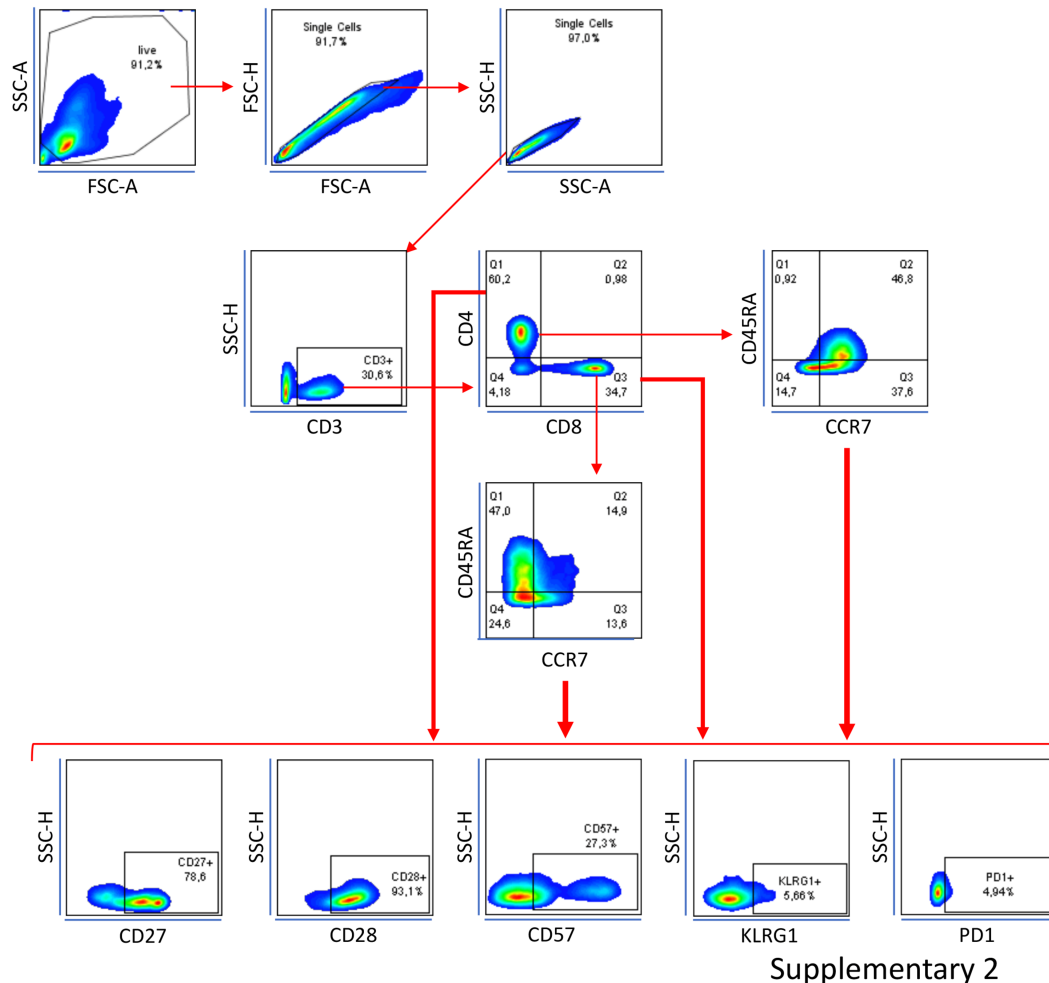 SSC-A
live
91,2%
FSC-A
FSC-H
Single Cells
91,7%
FSC-A
SSC-H
Single Cells
97,0%
SSC-A
SSC-H
CD3+
30,6%
CD3
CD4
Q1
60,2
Q2
0,98
Q4
4,18
Q3
34,7
CD8
CD45RA
Q1
0,92
Q2
46,8
Q4
14,7
Q3
37,6
CCR7
CD45RA
Q1
47,0
Q2
14,9
Q4
24,6
Q3
13,6
CCR7
SSC-H
CD27+
78,6
CD27
SSC-H
CD28+
93,1%
CD28
SSC-H
CD57+
27,3%
CD57
SSC-H
KLRG1+
5,66%
KLRG1
SSC-H
PD1+
4,94%
PD1
Supplementary 2